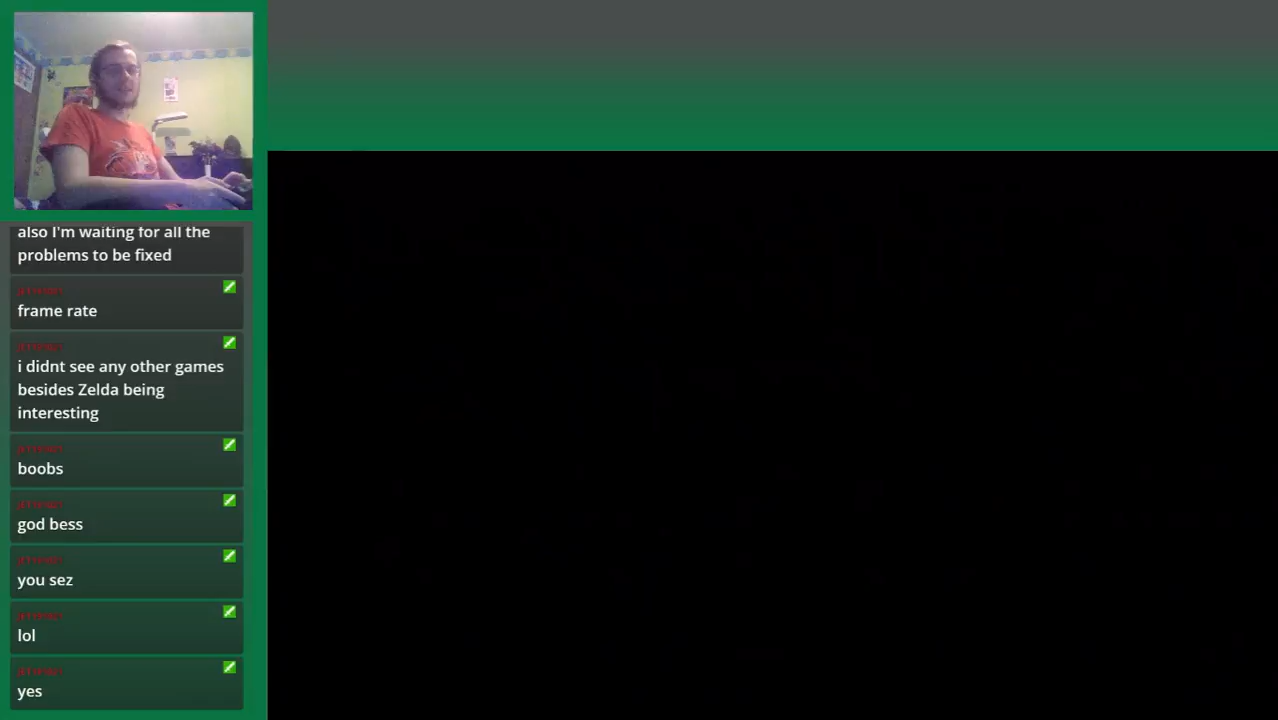 also I'm waiting for all the
problems to be fixed
frame rate
i didnt see any other games
besides Zelda being
interesting
boobs
god bess
you sez
lol
yes